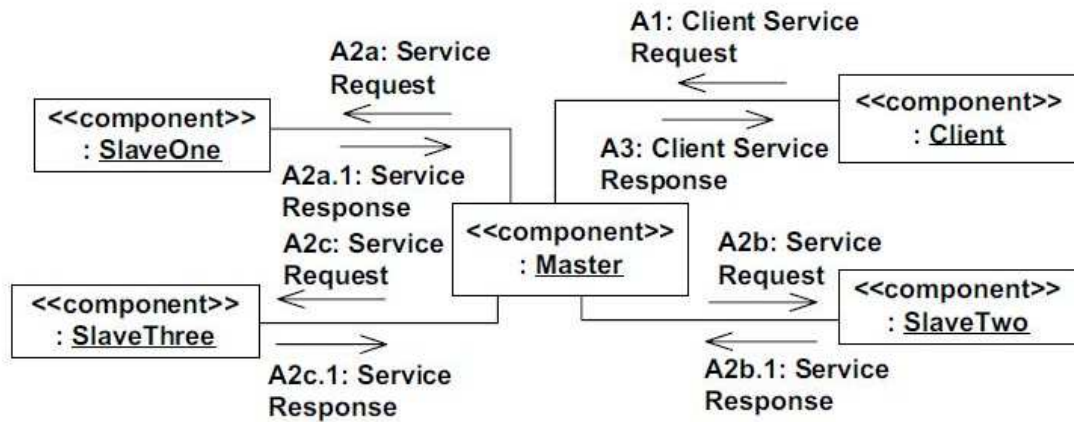 A1: Client Service
Request
A2a: Service
Request
<<component>>
: SlaveOne
<<component>>
: Client
A2a.1: Service
Response
A3: Client Service
Response
<<component>>
: Master
A2c: Service
Request
A2b: Service
Request
<<component>>
: SlaveThree
<<component>>
: SlaveTwo
A2c.1: Service
Response
A2b.1: Service
Response